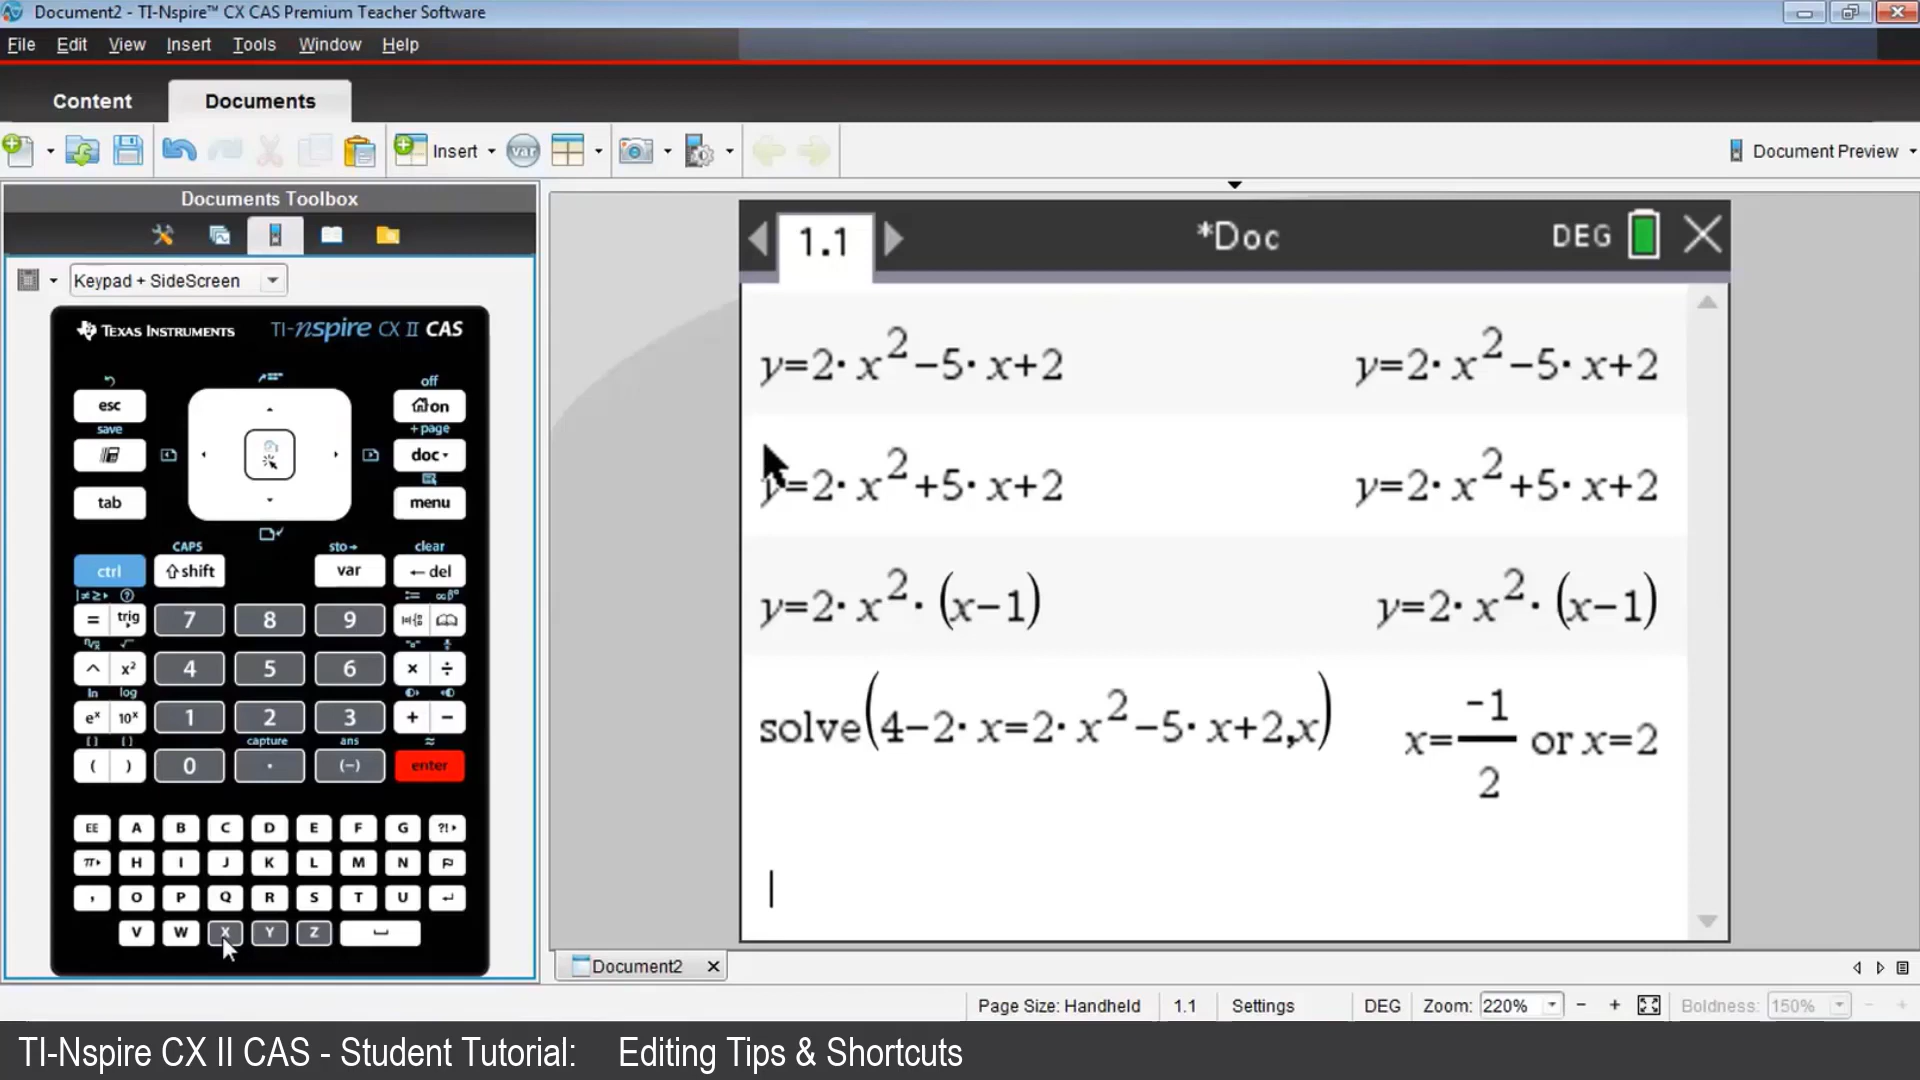 Document2 - TI-Nspire™ CX CAS Premium Teacher Software
File Edit View Insert Tools Window Help
Content Documents
Insert var Document Preview
Documents Toolbox
Keypad + SideScreen
TEXAS INSTRUMENTS TI-nspire CX II CAS
off
esc on
save + page
doc
tab menu
CAPS sto→ clear
ctrl ⇧shift var ←del
|≠≥▸ ? := ∞β°
= trig 7 8 9
^ x² 4 5 6 × ÷
ln log
eˣ 10ˣ 1 2 3 + −
[ ] { } capture ans ≈
( ) 0 . (−) enter
EE A B C D E F G ?!▸
π▸ H I J K L M N
, O P Q R S T U ↵
V W X Y Z
1.1 *Doc DEG
y=2·x²−5·x+2 y=2·x²−5·x+2
y=2·x²+5·x+2 y=2·x²+5·x+2
y=2·x²·(x−1) y=2·x²·(x−1)
solve(4−2·x=2·x²−5·x+2,x) x=-1/2 or x=2
Document2
Page Size: Handheld 1.1 Settings DEG Zoom: 220% − + Boldness: 150% − +
TI-Nspire CX II CAS - Student Tutorial: Editing Tips & Shortcuts